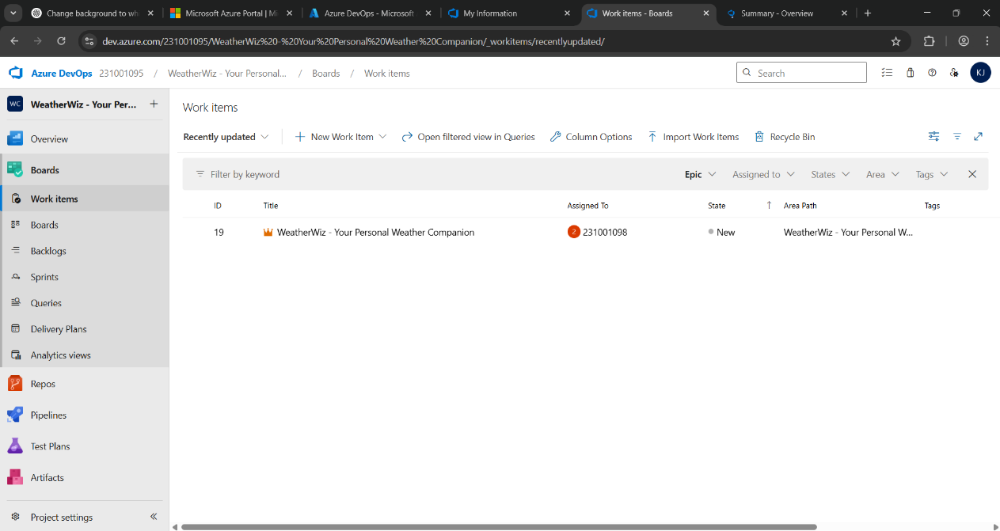 Change background to wh
Microsoft Azure Portal | Mi
Azure DevOps - Microsoft
My Information
Work items - Boards
Summary - Overview
dev.azure.com/231001095/WeatherWiz%20-%20Your%20Personal%20Weather%20Companion/_workitems/recentlyupdated/
Azure DevOps 231001095 / WeatherWiz - Your Personal... / Boards / Work items
Search
KJ
WC WeatherWiz - Your Per...
Overview
Boards
Work items
Boards
Backlogs
Sprints
Queries
Delivery Plans
Analytics views
Repos
Pipelines
Test Plans
Artifacts
Project settings
Work items
Recently updated New Work Item Open filtered view in Queries Column Options Import Work Items Recycle Bin
Filter by keyword Epic Assigned to States Area Tags
ID Title Assigned To State Area Path Tags
19 WeatherWiz - Your Personal Weather Companion 2 231001098 New WeatherWiz - Your Personal W...